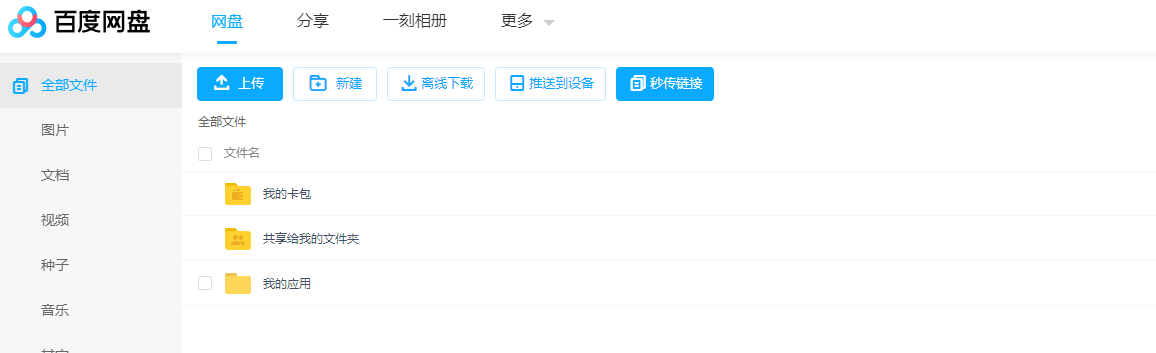 百度网盘 网盘 分享 一刻相册 更多
全部文件
上传 新建 离线下载 推送到设备 秒传链接
全部文件
文件名
图片
文档
视频
种子
音乐
我的卡包
共享给我的文件夹
我的应用